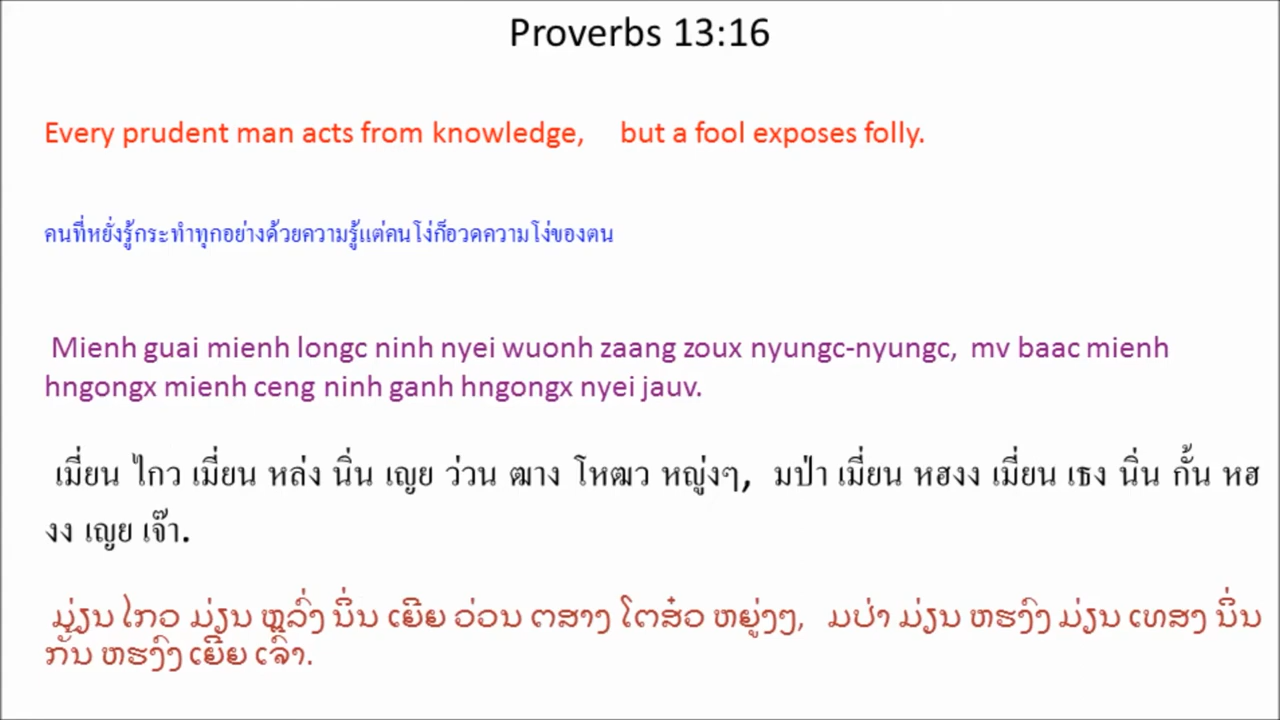 Proverbs 13:16
Every prudent man acts from knowledge, but a fool exposes folly.
คนที่หยั่งรู้กระทำทุกอย่างด้วยความรู้แต่คนโง่ก็อวดความโง่ของตน
Mienh guai mienh longc ninh nyei wuonh zaang zoux nyungc-nyungc, mv baac mienh
hngongx mienh ceng ninh ganh hngongx nyei jauv.
เมี่ยน ไกว เมี่ยน หล่ง นิ่น เญย ว่วน ฒาง โหฒว หญู่งๆ, มป่า เมี่ยน หฮงง เมี่ยน เธง นิ่น กั้น หฮ
งง เญย เจ๊า.
ມ່ຽນ ໄກວ ມ່ຽນ ຫຼົ່ງ ນິ່ນ ເຍີຍ ວ່ວນ ຕສາງ ໂຕສ໋ວ ຫຍູ່ງໆ, ມປ່າ ມ່ຽນ ຫຮງົງ ມ່ຽນ ເທສງ ນິ່ນ
ກັ້ນ ຫຮງົງ ເຍີຍ ເຈົ໊າ.